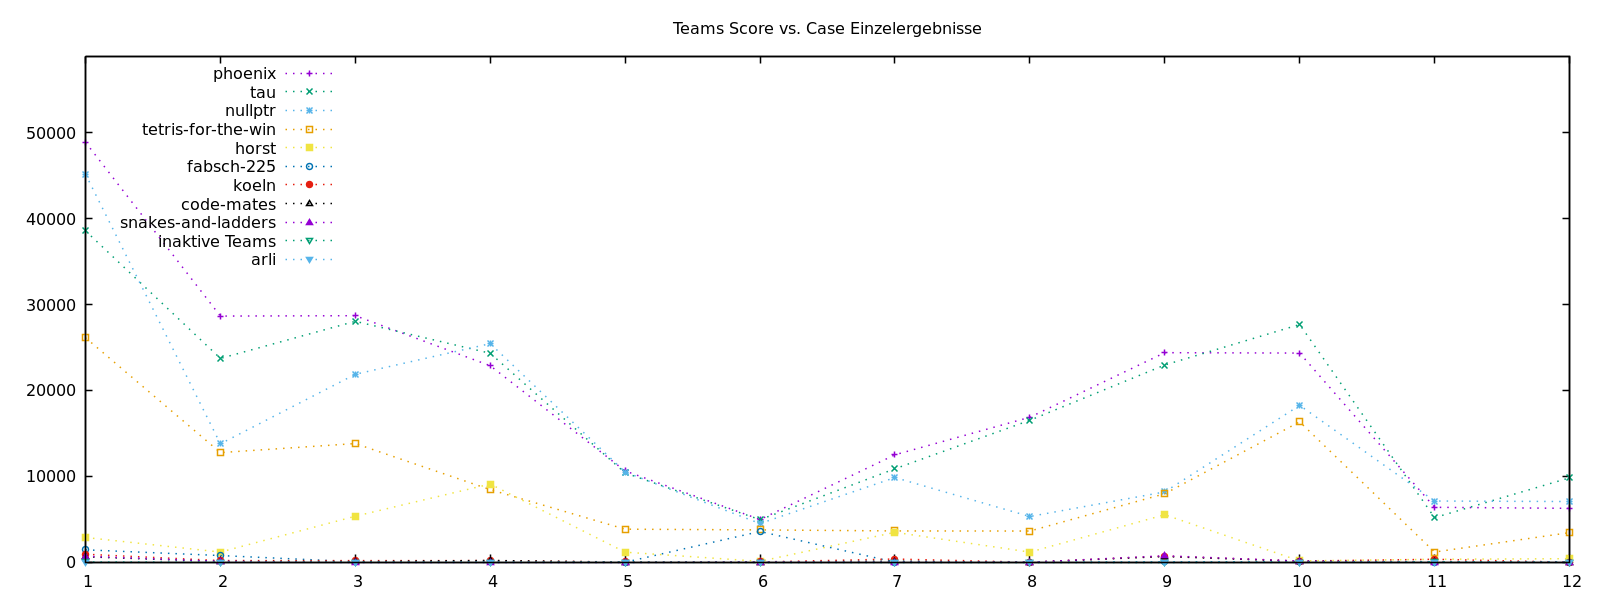 Teams Score vs. Case Einzelergebnisse
phoenix
tau
nullptr
tetris-for-the-win
horst
fabsch-225
koeln
code-mates
snakes-and-ladders
Inaktive Teams
arli
50000
40000
30000
20000
10000
0
1 2 3 4 5 6 7 8 9 10 11 12